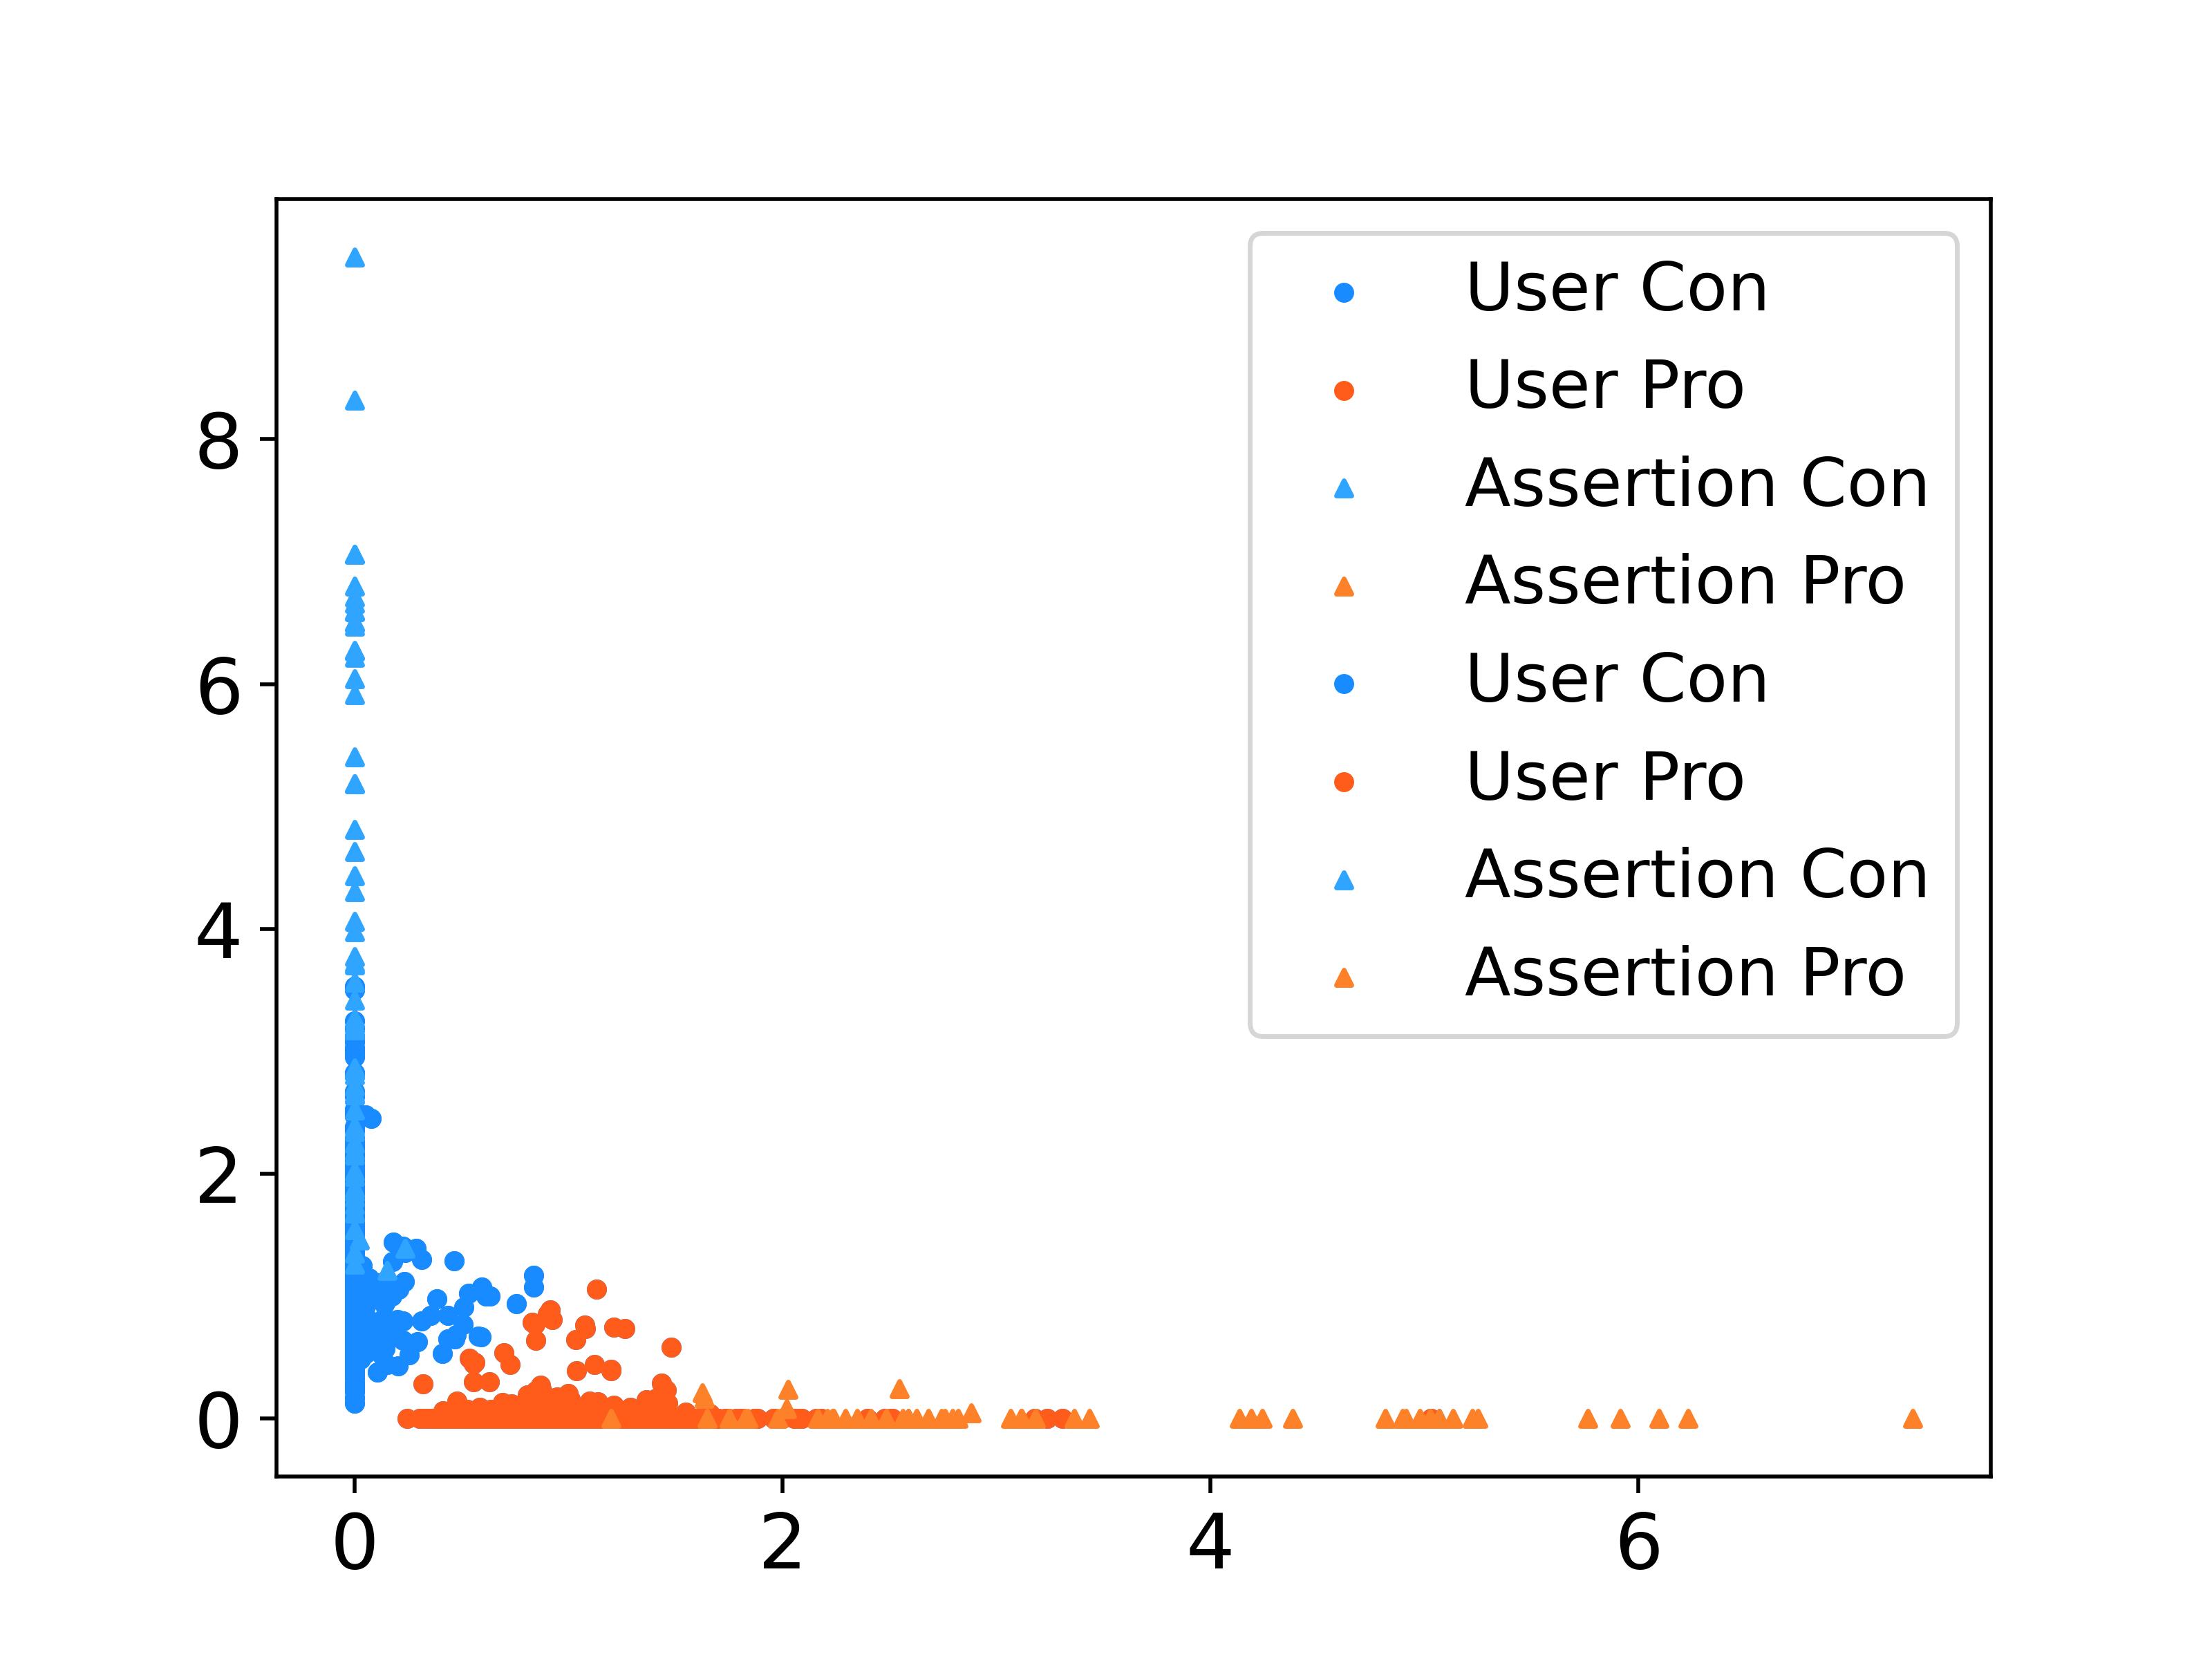 User Con
User Pro
Assertion Con
Assertion Pro
User Con
User Pro
Assertion Con
Assertion Pro
8
6
4
2
0
0 2 4 6